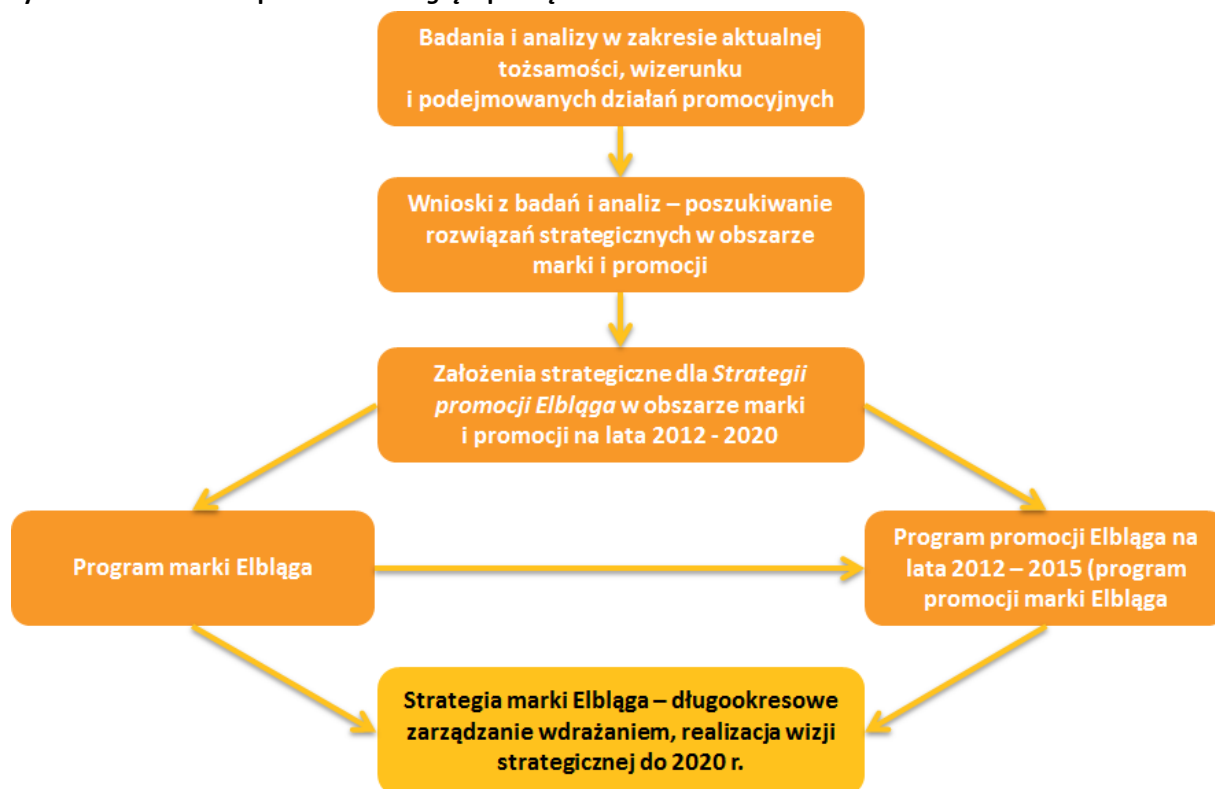 Badania i analizy w zakresie aktualnej
tożsamości, wizerunku
i podejmowanych działań promocyjnych
Wnioski z badań i analiz – poszukiwanie
rozwiązań strategicznych w obszarze
marki i promocji
Założenia strategiczne dla Strategii
promocji Elbląga w obszarze marki
i promocji na lata 2012 - 2020
Program marki Elbląga
Program promocji Elbląga na
lata 2012 – 2015 (program
promocji marki Elbląga
Strategia marki Elbląga – długookresowe
zarządzanie wdrażaniem, realizacja wizji
strategicznej do 2020 r.